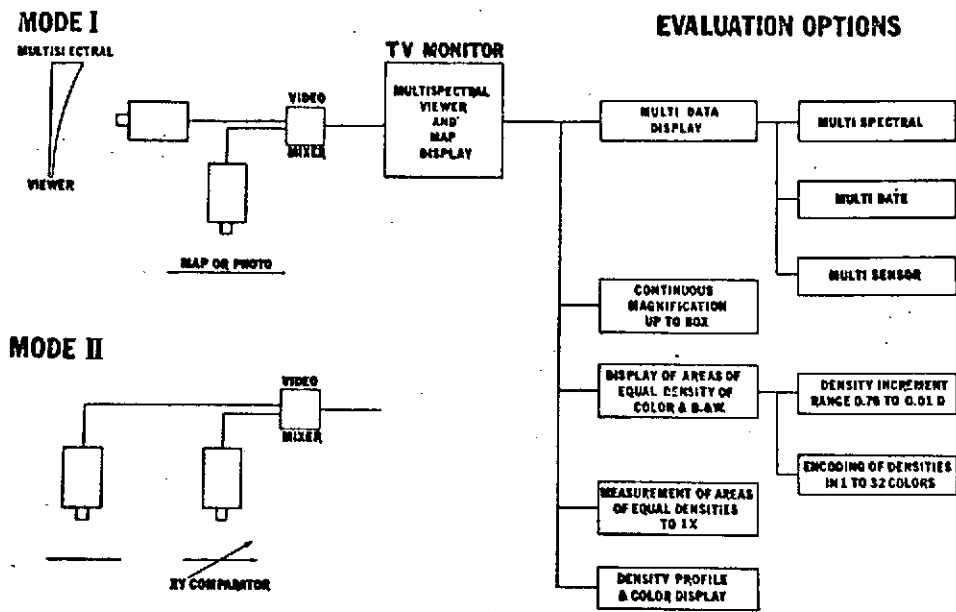 MODE I
MULTISPECTRAL
VIEWER
VIDEO
MIXER
MAP OR PHOTO
TV MONITOR
MULTISPECTRAL
VIEWER
AND
MAP
DISPLAY
EVALUATION OPTIONS
MULTI DATA
DISPLAY
MULTI SPECTRAL
MULTI DATE
MULTI SENSOR
CONTINUOUS
MAGNIFICATION
UP TO
DISPLAY OF AREAS OF
EQUAL DENSITY OF
COLOR & B.&W.
DENSITY INCREMENT
RANGE TO 0.01 D
ENCODING OF DENSITIES
IN 1 TO 32 COLORS
MEASUREMENT OF AREAS
OF EQUAL DENSITIES
TO
DENSITY PROFILE
& COLOR DISPLAY
MODE II
VIDEO
MIXER
XY COMPARATOR